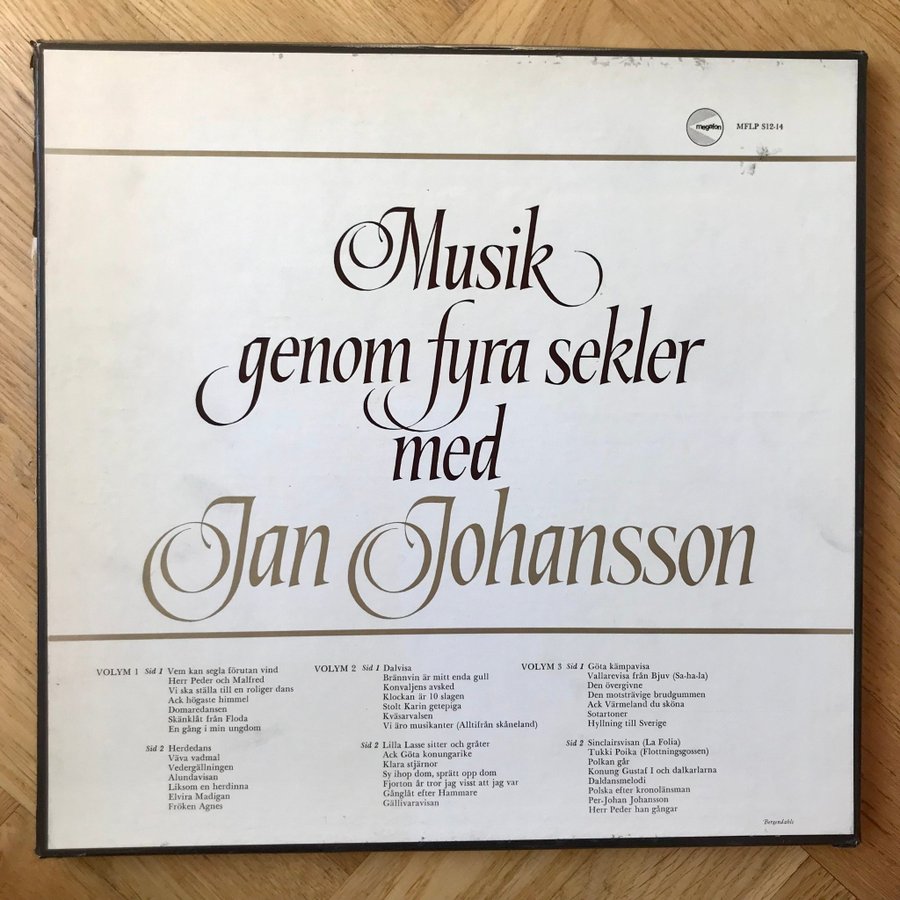 megafon
MFLP S12-14
Musik
genom fyra sekler
med
Jan Johansson
VOLYM 1 Sid 1 Vem kan segla förutan vind
Herr Peder och Malfred
Vi ska ställa till en roliger dans
Ack högaste himmel
Domaredansen
Skänklåt från Floda
En gång i min ungdom
Sid 2 Herdedans
Väva vadmal
Vedergällningen
Alundavisan
Liksom en herdinna
Elvira Madigan
Fröken Agnes
VOLYM 2 Sid 1 Dalvisa
Brännvin är mitt enda gull
Konvaljens avsked
Klockan är 10 slagen
Stolt Karin getepiga
Kväsarvalsen
Vi äro musikanter (Alltifrån skåneland)
Sid 2 Lilla Lasse sitter och gråter
Ack Göta konungarike
Klara stjärnor
Sy ihop dom, sprätt opp dom
Fjorton år tror jag visst att jag var
Gånglåt efter Hammare
Gällivaravisan
VOLYM 3 Sid 1 Göta kämpavisa
Vallarevisa från Bjuv (Sa-ha-la)
Den övergivne
Den motsträvige brudgummen
Ack Värmeland du sköna
Sotartoner
Hyllning till Sverige
Sid 2 Sinclairsvisan (La Folia)
Tukki Poika (Flottningsgossen)
Polkan går
Konung Gustaf I och dalkarlarna
Daldansmelodi
Polska efter kronolänsman
Per-Johan Johansson
Herr Peder han gångar
Bergendahls